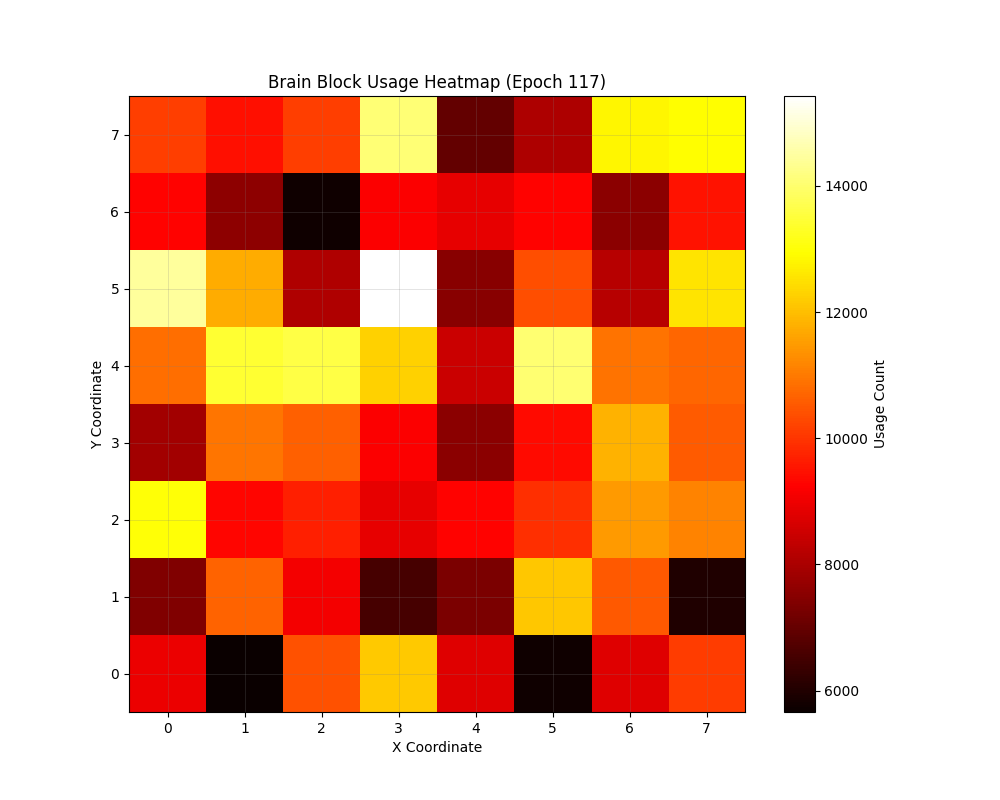 Brain Block Usage Heatmap (Epoch 117)
7
6
5
4
3
2
1
0
Y Coordinate
0 1 2 3 4 5 6 7
X Coordinate
14000
12000
10000
8000
6000
Usage Count